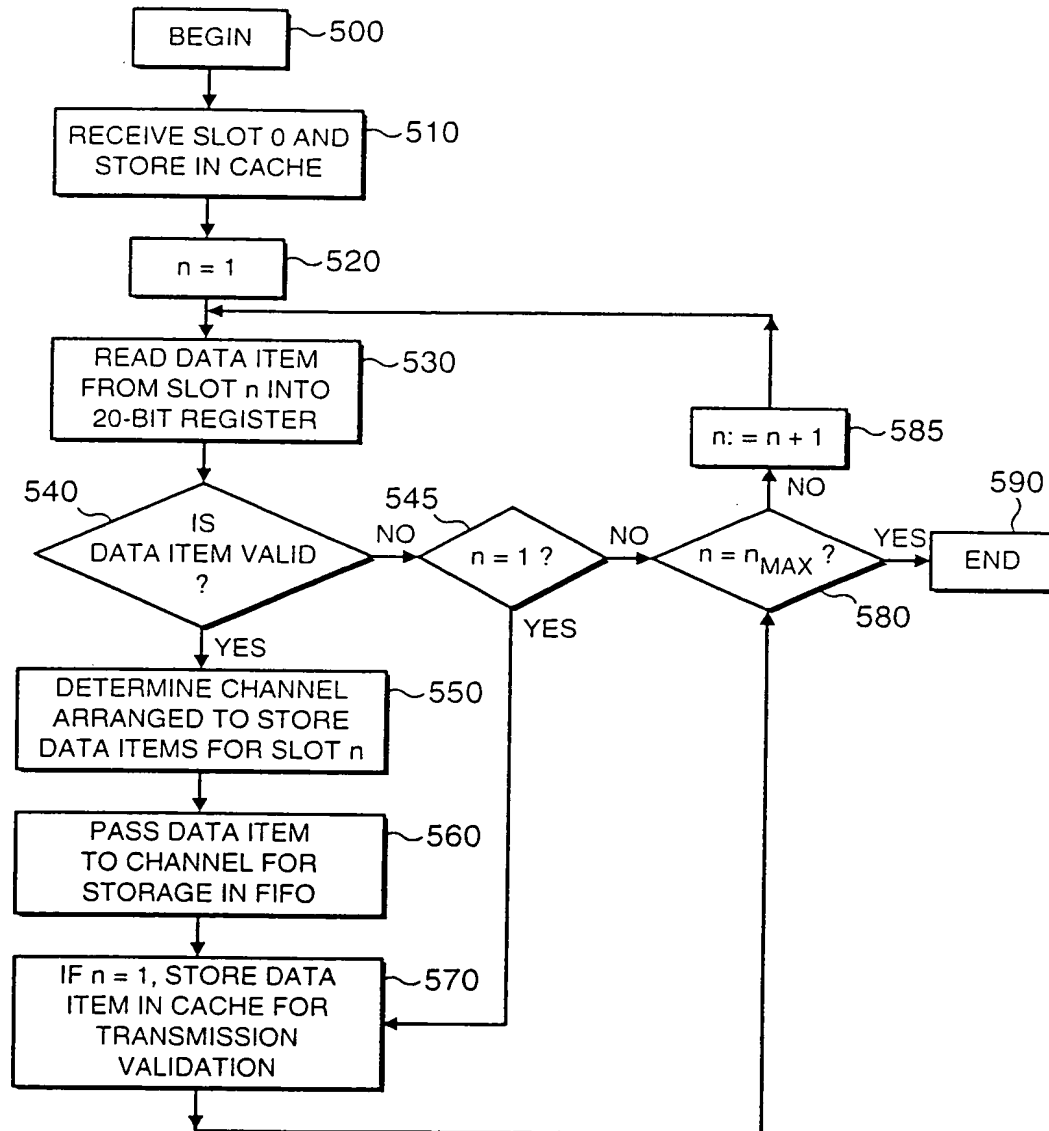 BEGIN
500
RECEIVE SLOT 0 AND
STORE IN CACHE
510
n = 1
520
READ DATA ITEM
FROM SLOT n INTO
20-BIT REGISTER
530
n: = n + 1
585
NO
540
IS
DATA ITEM VALID
?
NO
545
n = 1 ?
NO
n = nMAX ?
580
YES
590
END
YES
YES
DETERMINE CHANNEL
ARRANGED TO STORE
DATA ITEMS FOR SLOT n
550
PASS DATA ITEM
TO CHANNEL FOR
STORAGE IN FIFO
560
IF n = 1, STORE DATA
ITEM IN CACHE FOR
TRANSMISSION
VALIDATION
570